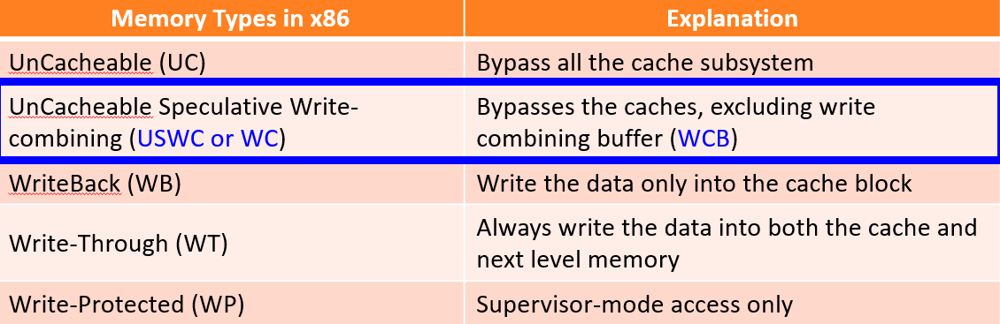 Memory Types in x86
Explanation
UnCacheable (UC)
Bypass all the cache subsystem
UnCacheable Speculative Write-
combining (USWC or WC)
Bypasses the caches, excluding write
combining buffer (WCB)
WriteBack (WB)
Write the data only into the cache block
Write-Through (WT)
Always write the data into both the cache and
next level memory
Write-Protected (WP)
Supervisor-mode access only